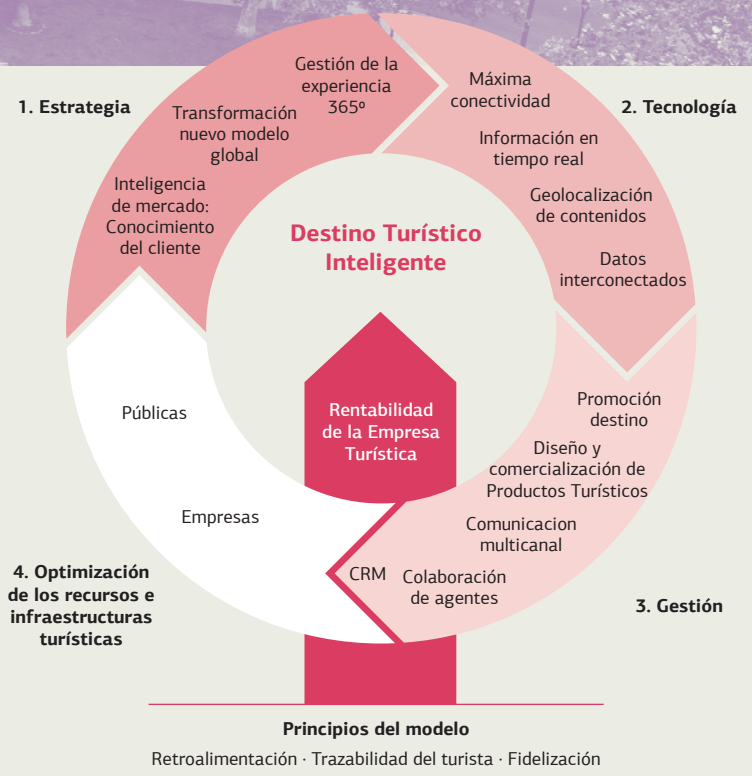 1. Estrategia
Gestión de la
experiencia
365º
Transformación
nuevo modelo
global
Inteligencia
de mercado:
Conocimiento
del cliente
2. Tecnología
Máxima
conectividad
Información en
tiempo real
Geolocalización
de contenidos
Datos
interconectados
Destino Turístico
Inteligente
Rentabilidad
de la Empresa
Turística
Promoción
destino
Diseño y
comercialización de
Productos Turísticos
Comunicacion
multicanal
Colaboración
de agentes
CRM
3. Gestión
Públicas
Empresas
4. Optimización
de los recursos e
infraestructuras
turísticas
Principios del modelo
Retroalimentación · Trazabilidad del turista · Fidelización